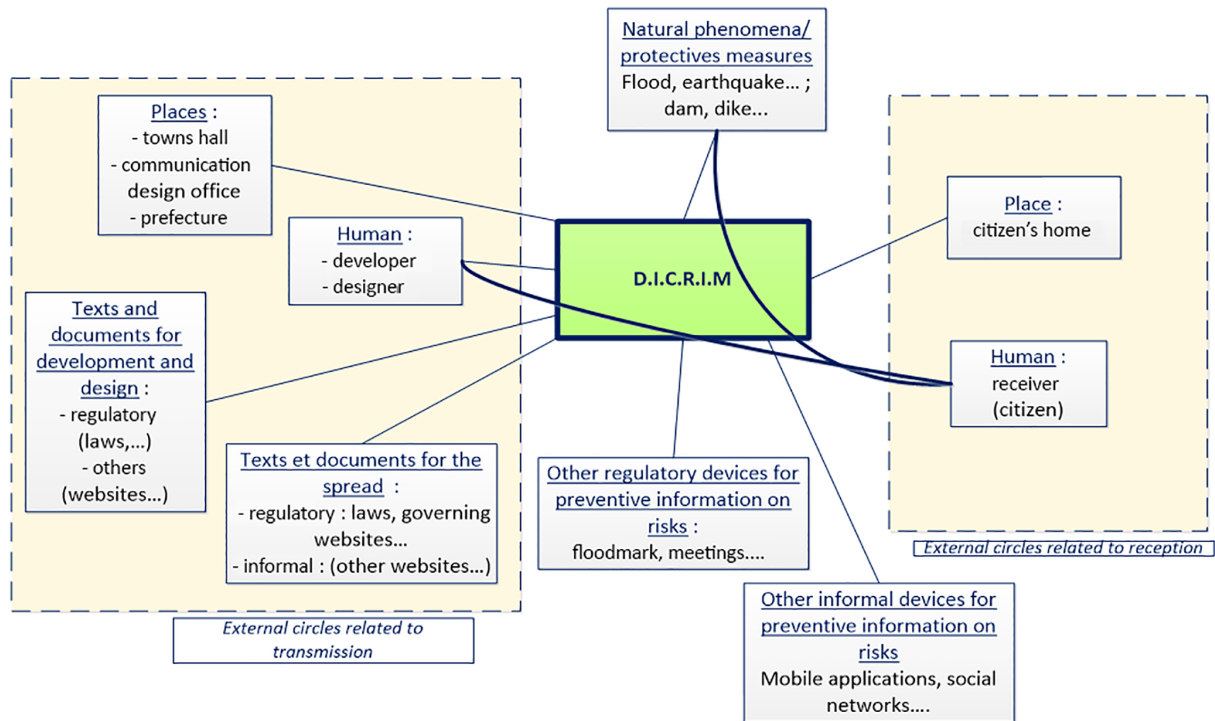 Natural phenomena/
protectives measures
Flood, earthquake... ;
dam, dike...
Places :
- towns hall
- communication
design office
- prefecture
Human :
- developer
- designer
Texts and
documents for
development and
design :
- regulatory
(laws,...)
- others
(websites...)
Texts et documents for the
spread :
- regulatory : laws, governing
websites...
- informal : (other websites...)
External circles related to
transmission
D.I.C.R.I.M
Other regulatory devices for
preventive information on
risks :
floodmark, meetings....
Other informal devices for
preventive information on
risks
Mobile applications, social
networks....
Place :
citizen's home
Human :
receiver
(citizen)
External circles related to reception